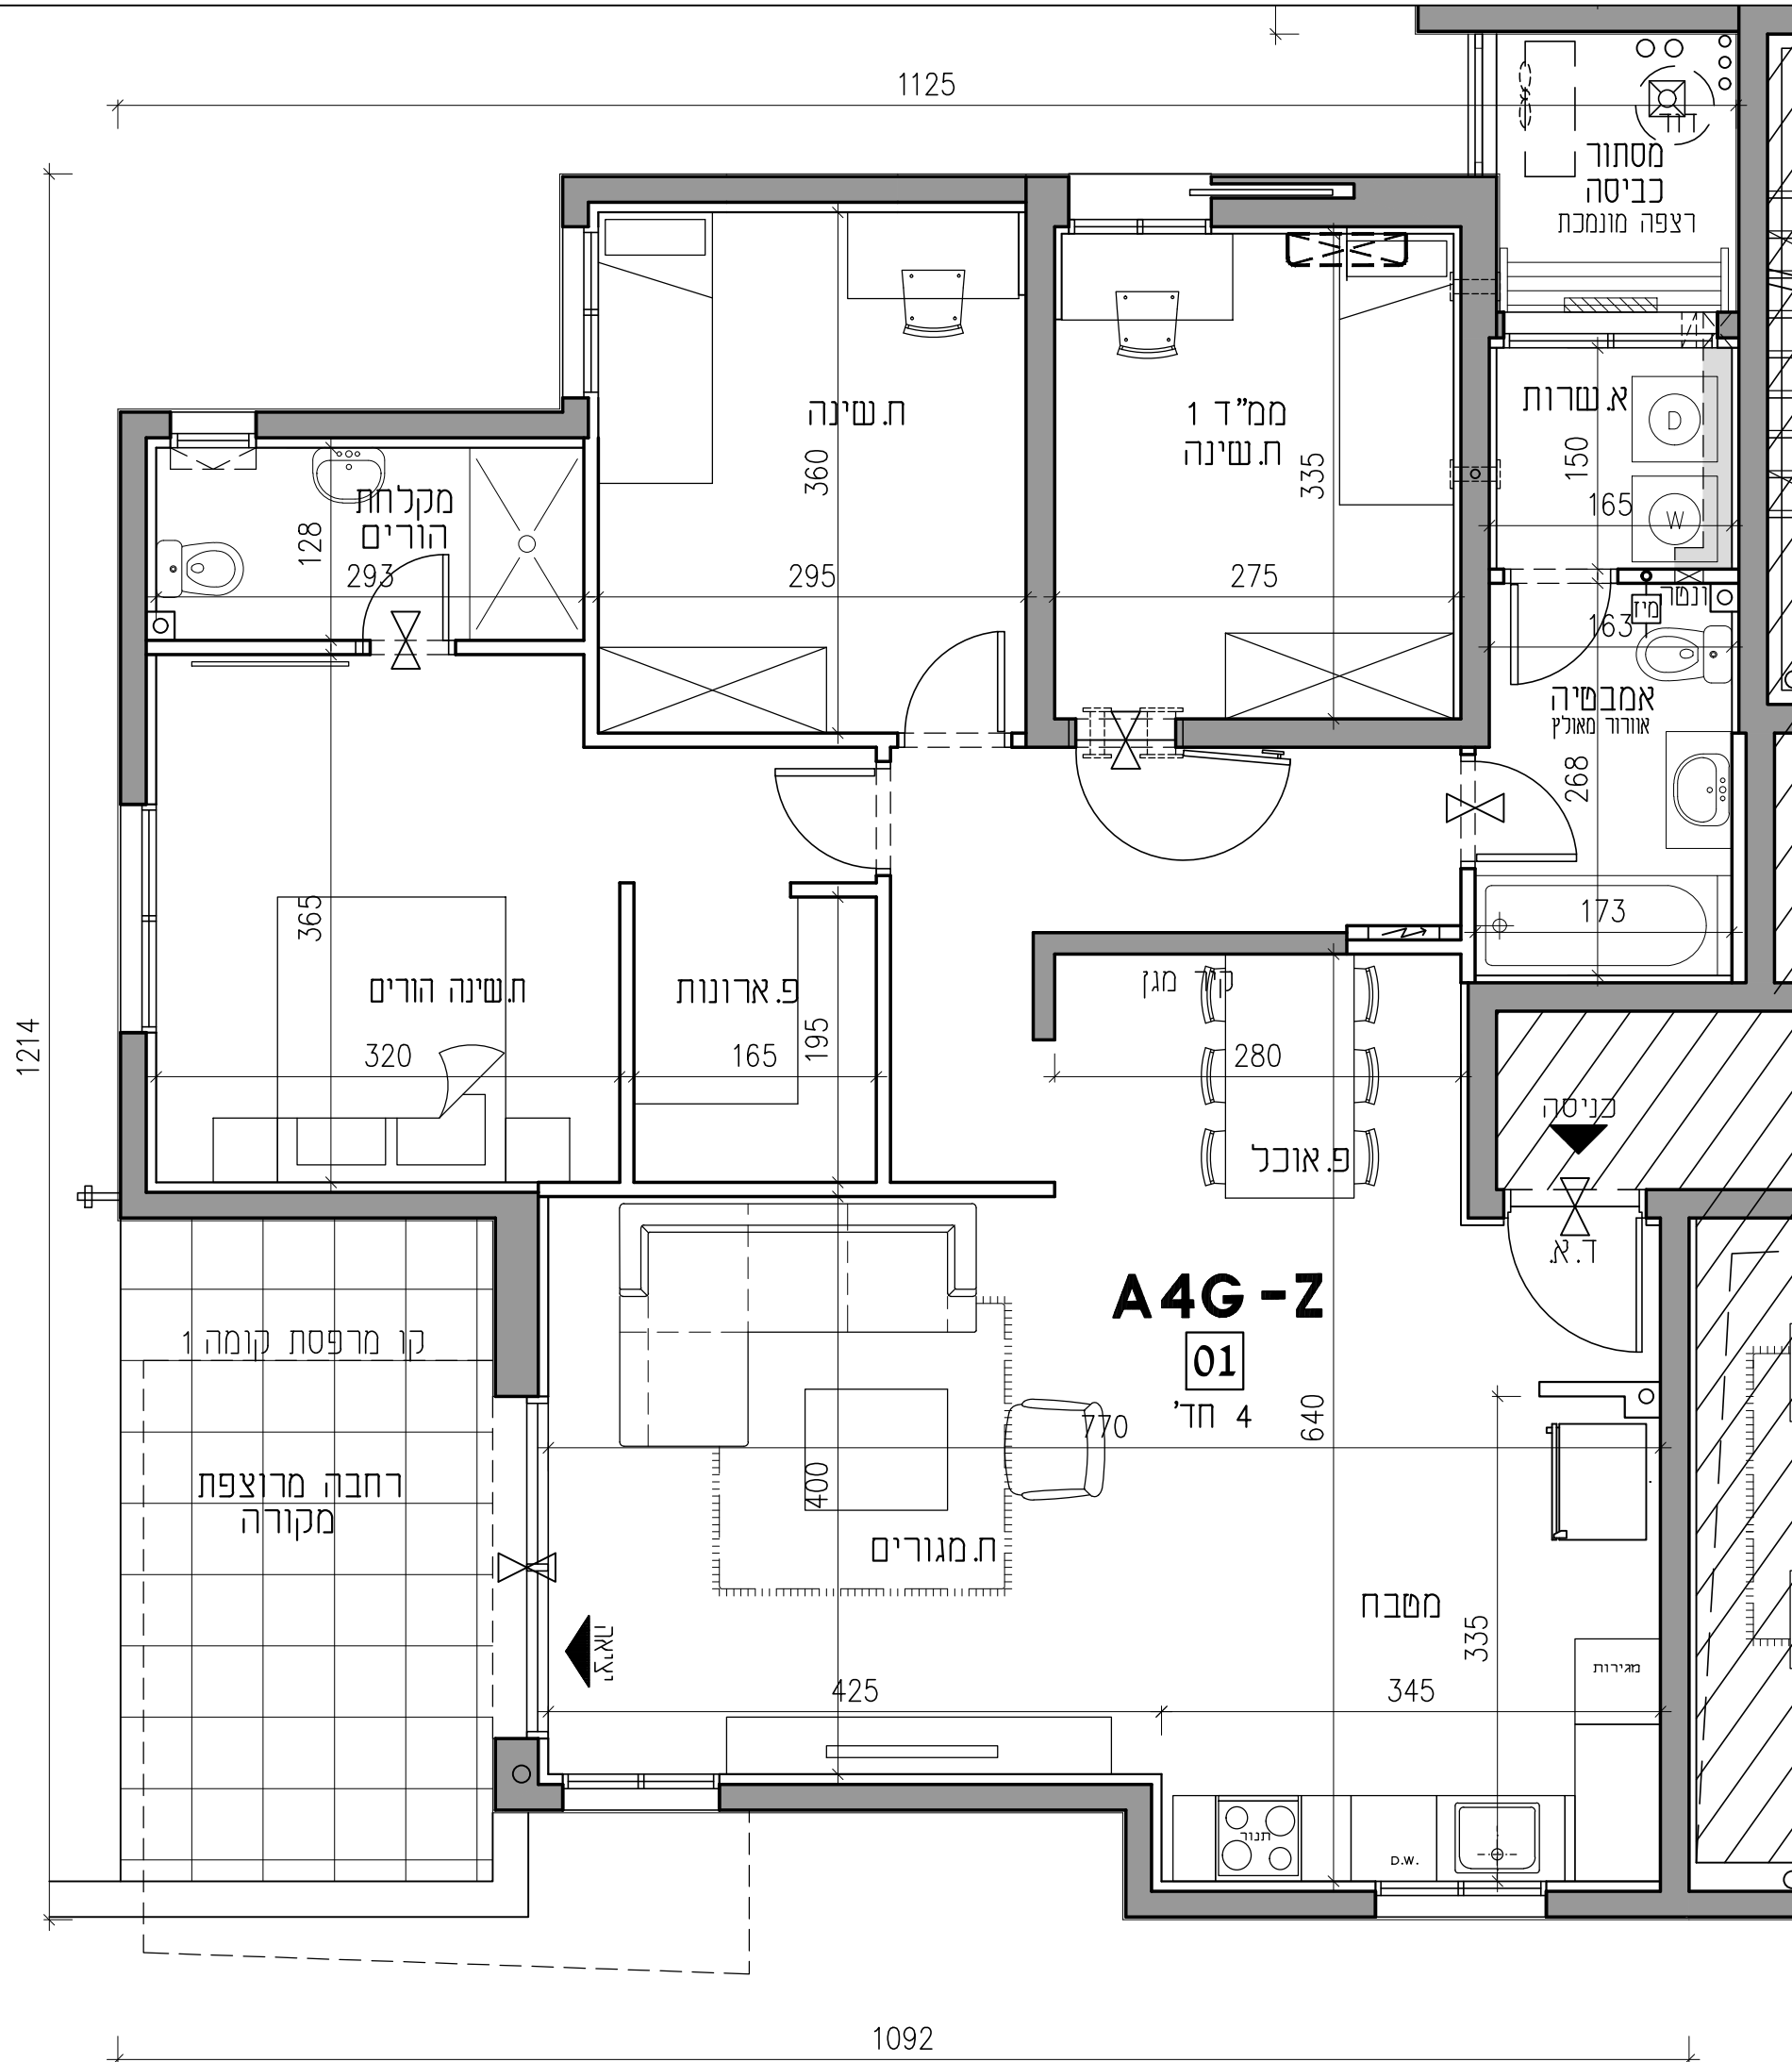 1125
דוד
מסתור
כביסה
רצפה מונמכת
ח.שינה
360
295
ממ"ד 1
ח.שינה
335
275
א.שרות
D
150
165
W
מקלחת
הורים
128
293
ונטה
מיז
163
אמבטיה
אוורור מאולץ
268
173
1214
365
ח.שינה הורים
320
פ.ארונות
165
195
קיר מגן
280
פ.אוכל
כניסה
ד.א.
A4G-Z
01
4 חד'
קו מרפסת קומה 1
רחבה מרוצפת
מקורה
770
640
400
ח.מגורים
יציאה
מטבח
335
מגירות
425
345
תנור
D.W.
1092